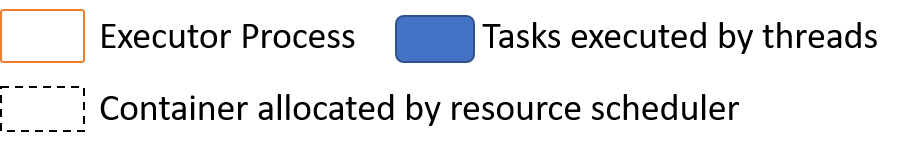 Executor Process Tasks executed by threads
Container allocated by resource scheduler